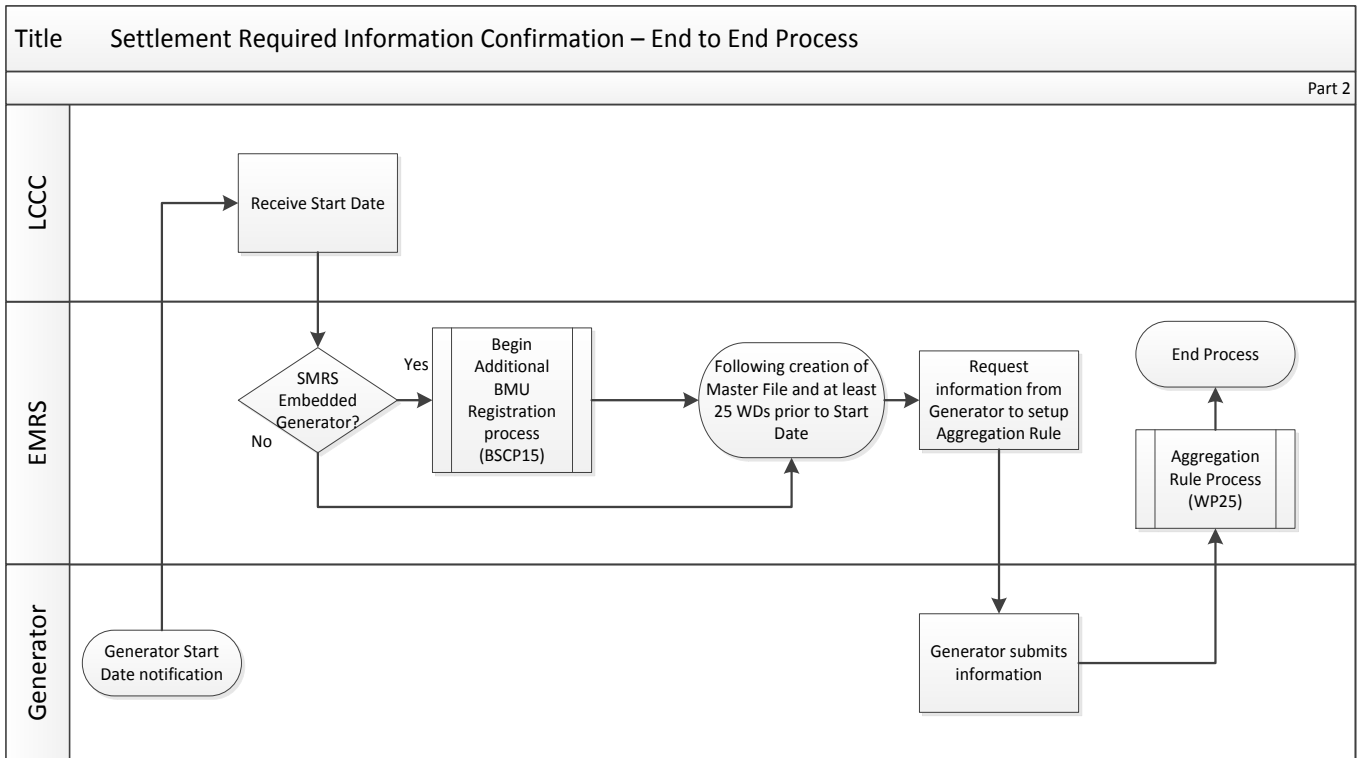 Title Settlement Required Information Confirmation – End to End Process
Part 2
LCCC
Receive Start Date
EMRS
SMRS
Embedded
Generator?
Yes
No
Begin
Additional
BMU
Registration
process
(BSCP15)
Following creation of
Master File and at least
25 WDs prior to Start
Date
Request
information from
Generator to setup
Aggregation Rule
End Process
Aggregation
Rule Process
(WP25)
Generator
Generator Start
Date notification
Generator submits
information